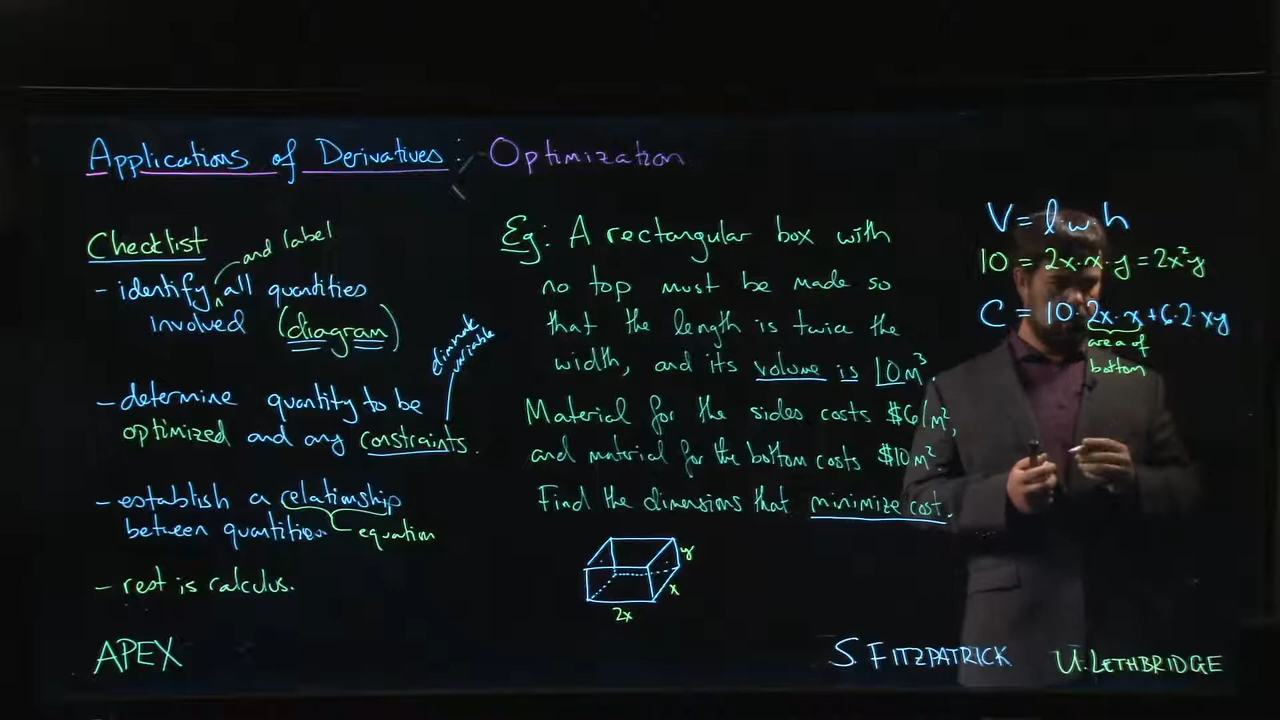 Applications of Derivatives: Optimization
Checklist
and label
- identify all quantities
involved (diagram)
eliminate
variable
- determine quantity to be
optimized and any constraints.
- establish a relationship
between quantities
equation
- rest is calculus.
APEX
Eg: A rectangular box with
no top must be made so
that the length is twice the
width, and its volume is 10m³.
Material for the sides costs $6/m²,
and material for the bottom costs $10m².
Find the dimensions that minimize cost.
y
x
2x
V = l·w·h
10 = 2x·x·y = 2x²y
C = 10·2x·x + 6·2·xy
area of
bottom
S. FITZPATRICK U. LETHBRIDGE